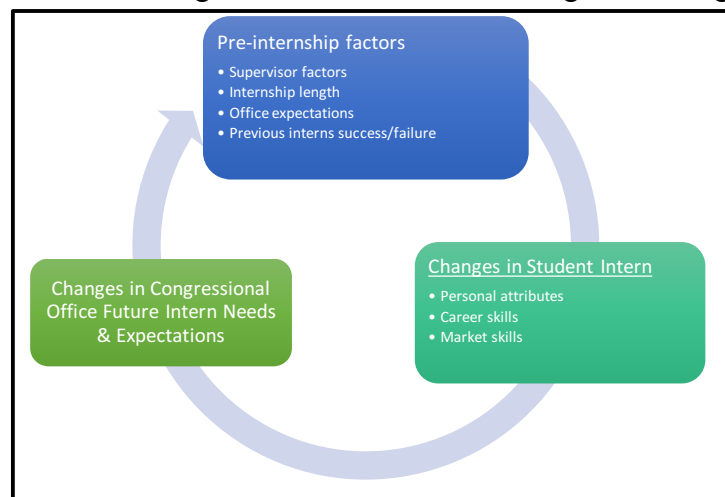 Pre-internship factors
• Supervisor factors
• Internship length
• Office expectations
• Previous interns success/failure
Changes in Student Intern
• Personal attributes
• Career skills
• Market skills
Changes in Congressional
Office Future Intern Needs
& Expectations